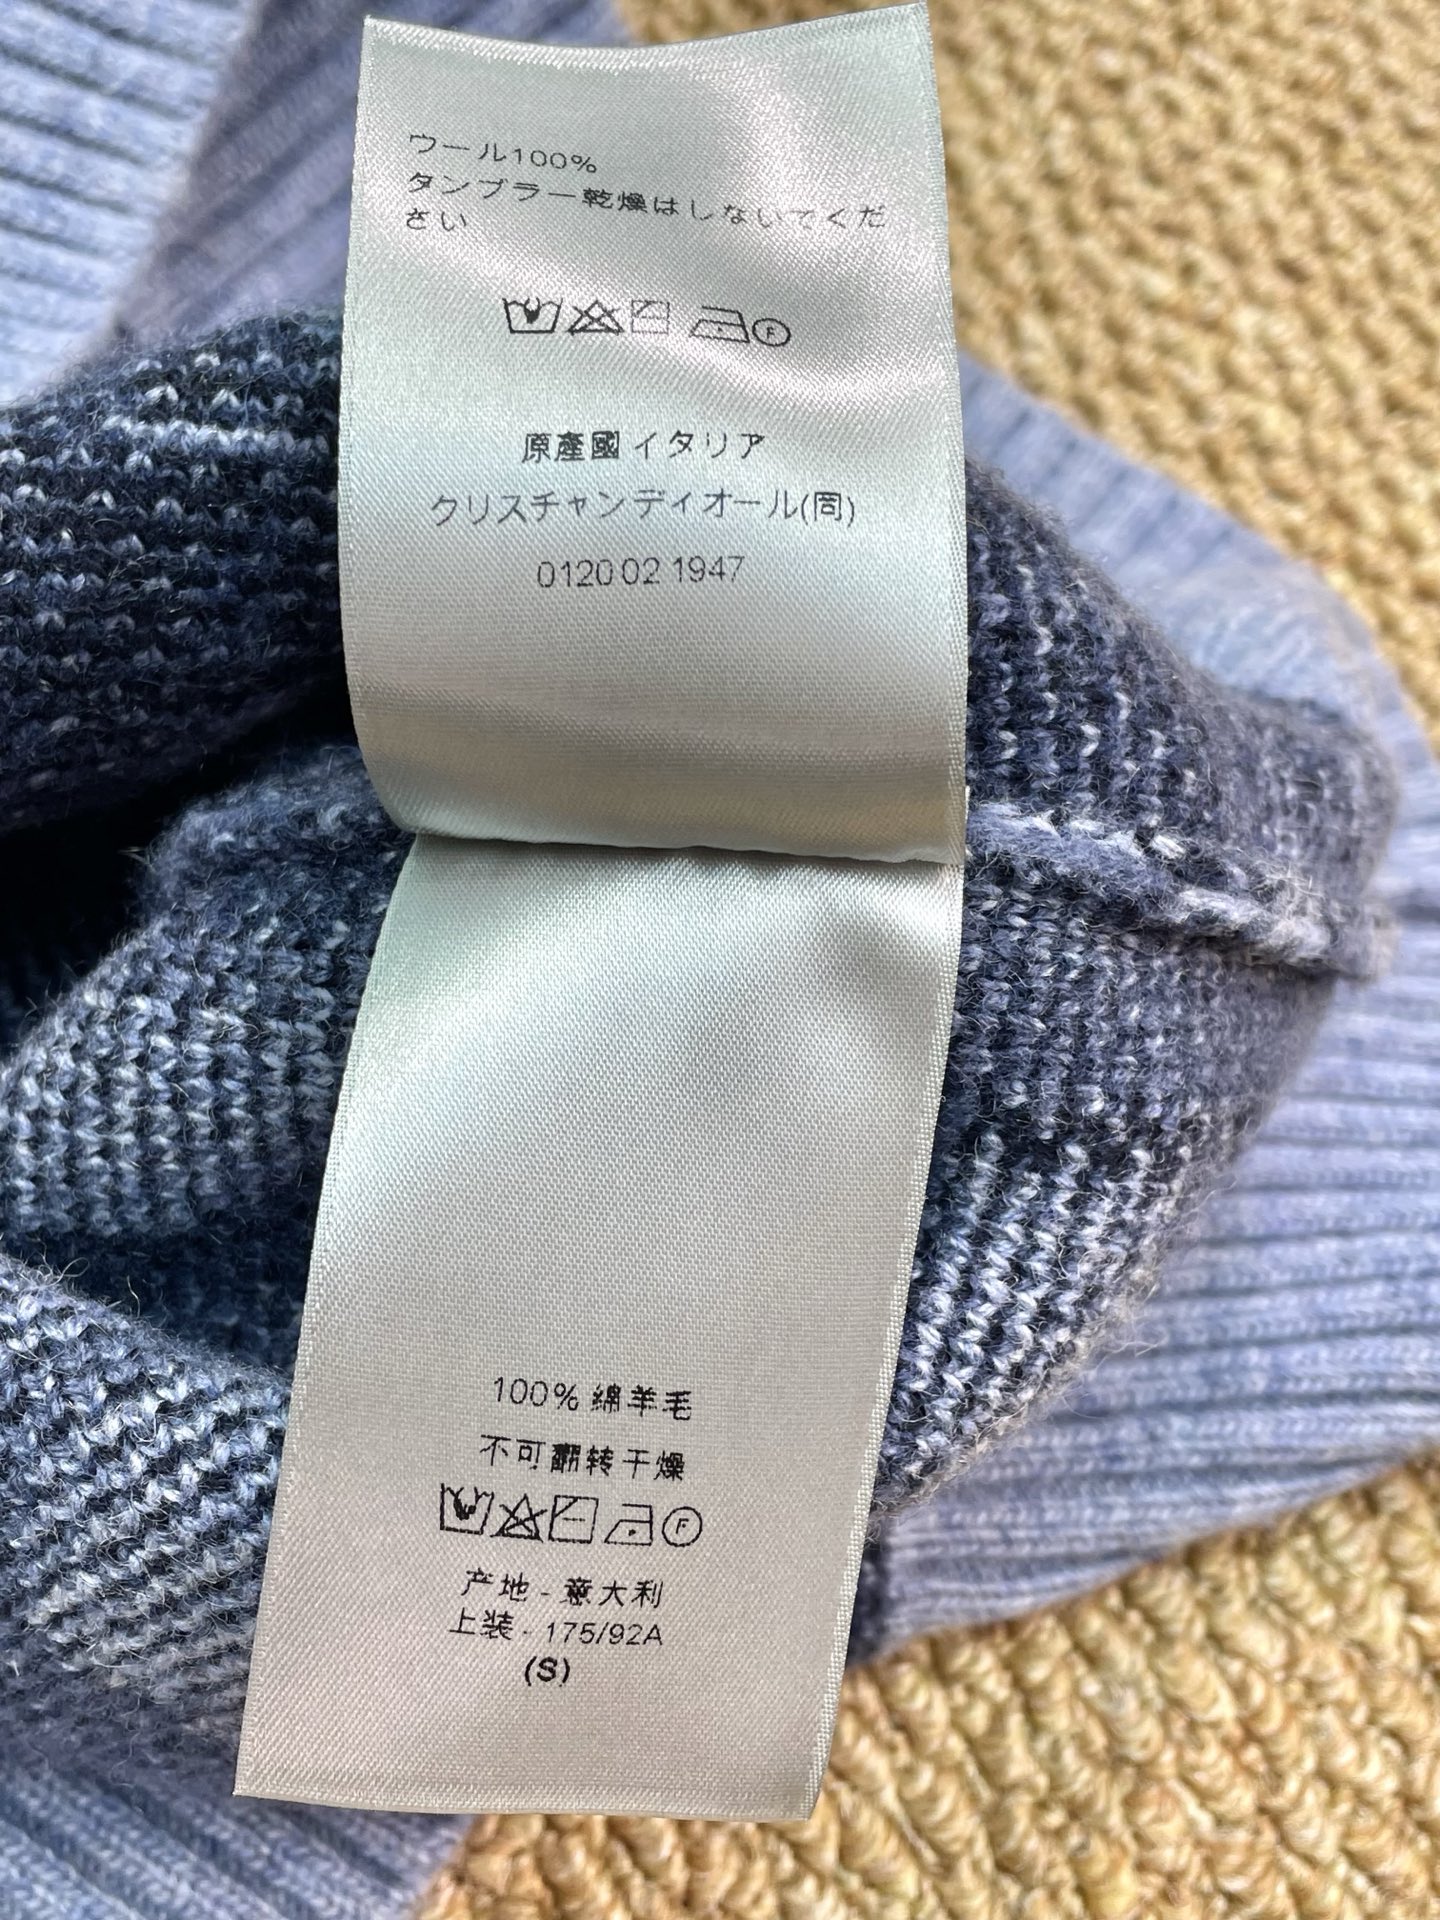 ウール100%
タンブラー乾燥はしないでくだ
さい
F
原產國 イタリア
クリスチャンディオール(同)
0120 02 1947
100% 绵羊毛
不可翻转干燥
F
产地 - 意大利
上装 - 175/92A
(S)